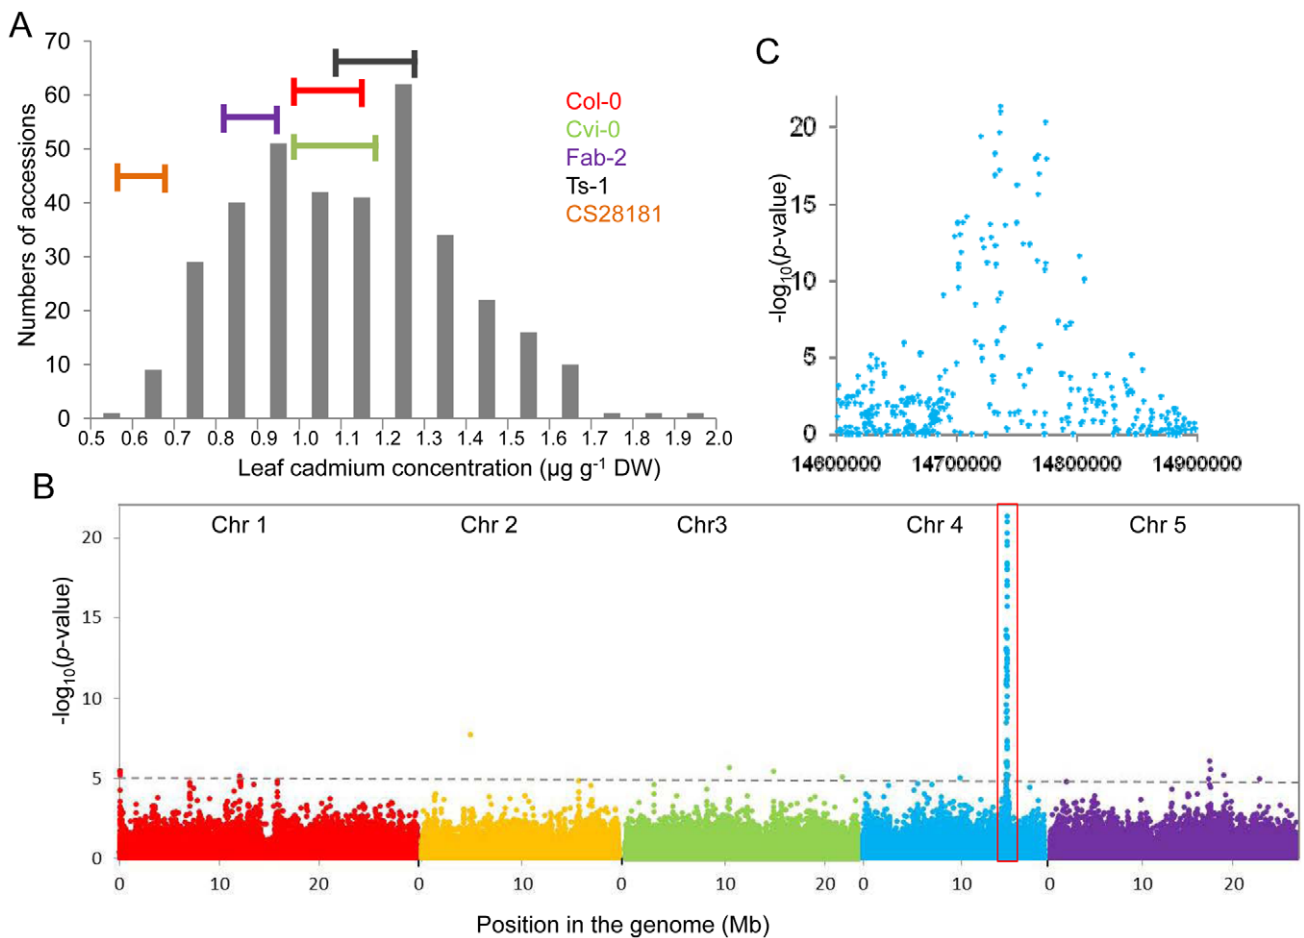 A
70
60
50
40
30
20
10
0
Numbers of accessions
0.5 0.6 0.7 0.8 0.9 1.0 1.1 1.2 1.3 1.4 1.5 1.6 1.7 1.8 1.9 2.0
Leaf cadmium concentration (µg g⁻¹ DW)
Col-0
Cvi-0
Fab-2
Ts-1
CS28181
C
20
15
10
5
0
-log₁₀(p-value)
14600000 14700000 14800000 14900000
B
Chr 1 Chr 2 Chr3 Chr 4 Chr 5
20
15
10
5
0
-log₁₀(p-value)
0 10 20 0 10 0 10 20 0 10 0 10 20
Position in the genome (Mb)